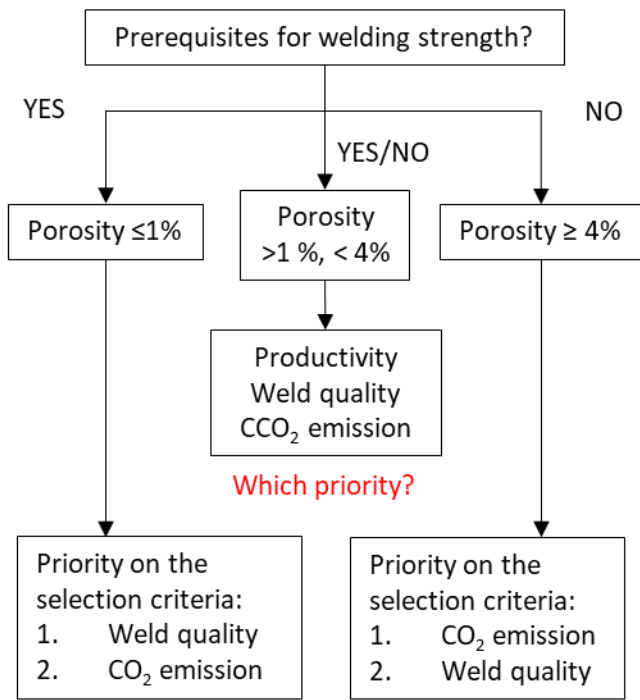 Prerequisites for welding strength?
YES
NO
YES/NO
Porosity ≤1%
Porosity
>1 %, < 4%
Porosity ≥ 4%
Productivity
Weld quality
CCO₂ emission
Which priority?
Priority on the
selection criteria:
1. Weld quality
2. CO₂ emission
Priority on the
selection criteria:
1. CO₂ emission
2. Weld quality